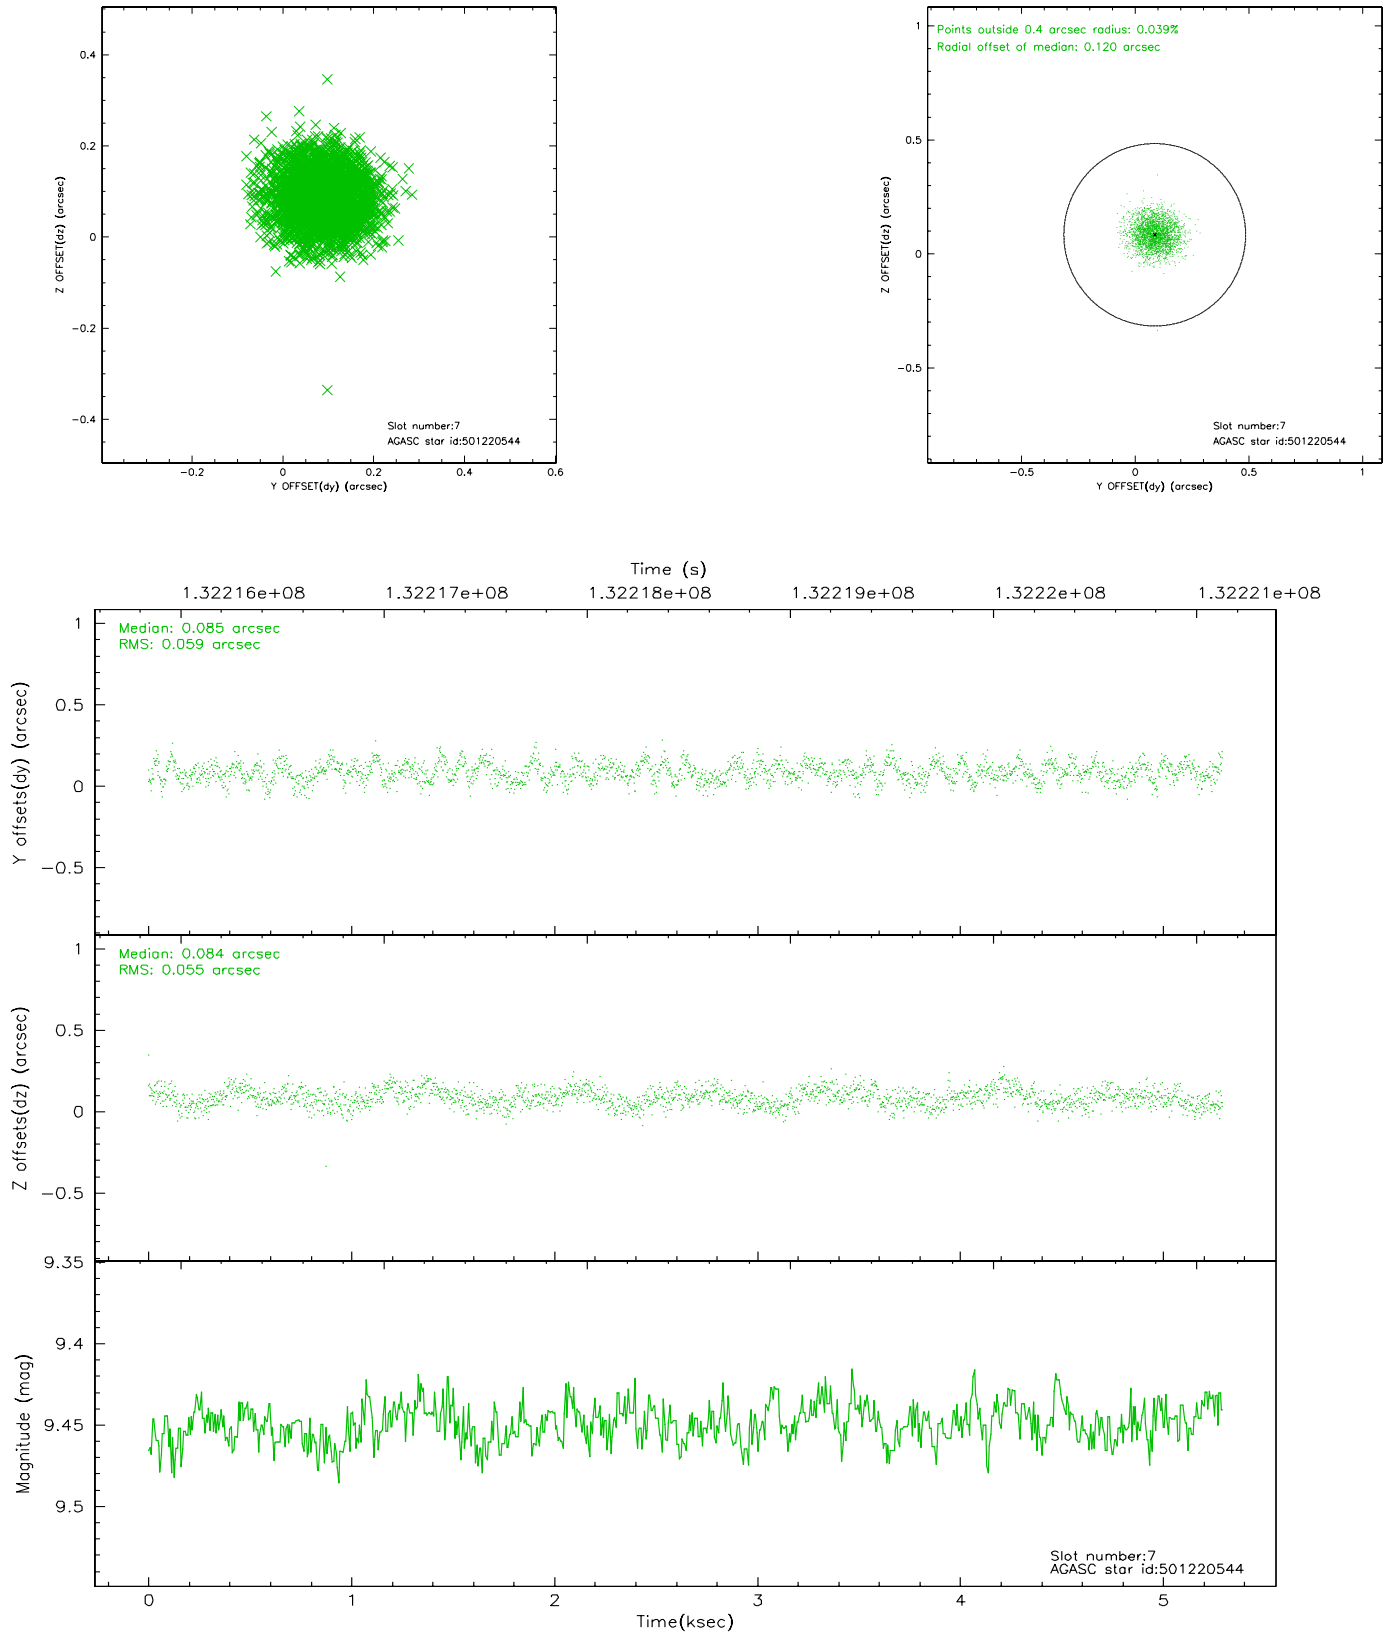 0.4
0.2
0
−0.2
−0.4
Z OFFSET(dz) (arcsec)
Slot number:7
AGASC star id:501220544
−0.2 0 0.2 0.4 0.6
Y OFFSET(dy) (arcsec)
Points outside 0.4 arcsec radius: 0.039%
Radial offset of median: 0.120 arcsec
1
0.5
0
−0.5
Z OFFSET(dz) (arcsec)
Slot number:7
AGASC star id:501220544
−0.5 0 0.5 1
Y OFFSET(dy) (arcsec)
Time (s)
1.32216e+08 1.32217e+08 1.32218e+08 1.32219e+08 1.3222e+08 1.32221e+08
Median: 0.085 arcsec
RMS: 0.059 arcsec
1
0.5
0
−0.5
Y offsets(dy) (arcsec)
Median: 0.084 arcsec
RMS: 0.055 arcsec
1
0.5
0
−0.5
Z offsets(dz) (arcsec)
9.35
9.4
9.45
9.5
Magnitude (mag)
Slot number:7
AGASC star id:501220544
0 1 2 3 4 5
Time(ksec)